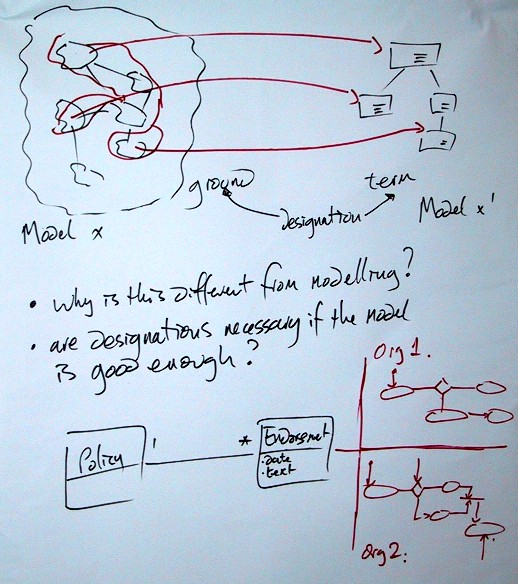 ground
term
designation
Model x
Model x'
• Why is this different from modelling?
• are designations necessary if the model
is good enough?
Org 1.
Policy
1
*
Endorsement
• Date
• text
Org 2.